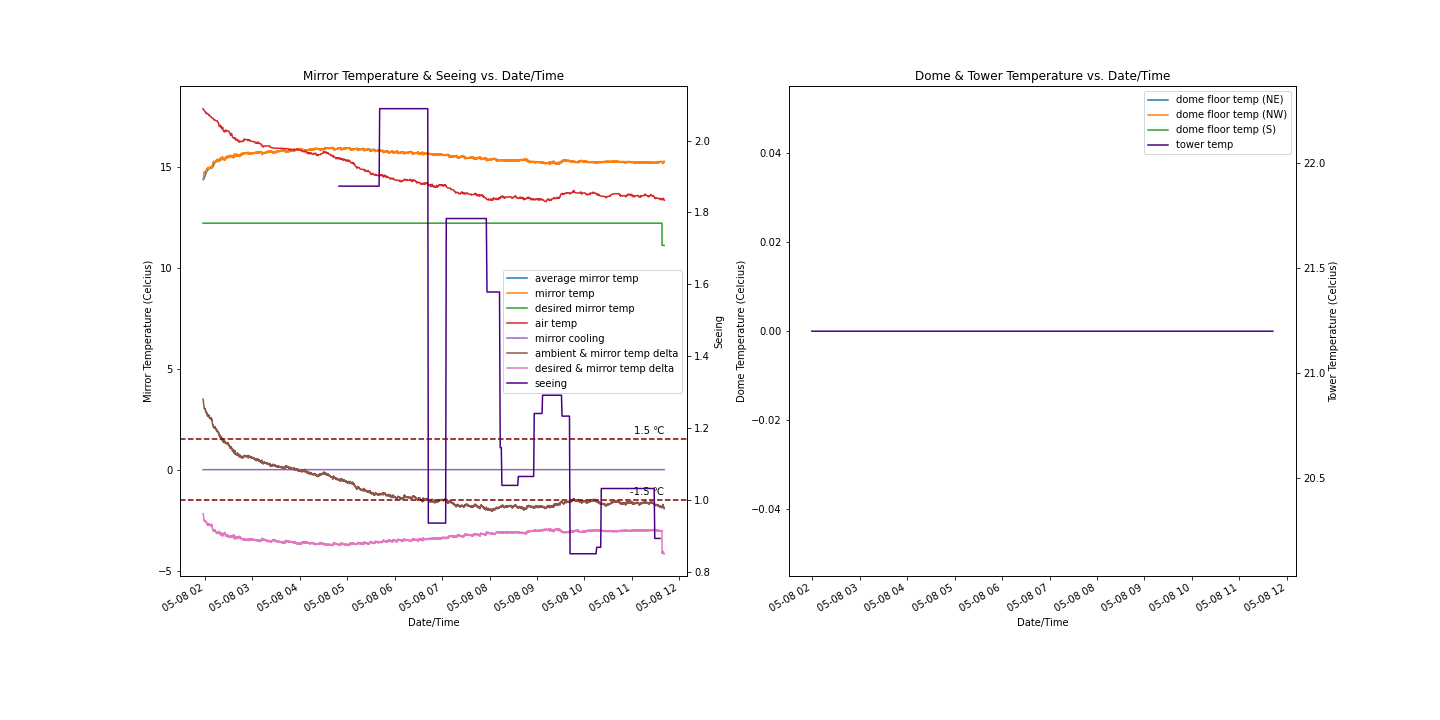 Mirror Temperature & Seeing vs. Date/Time
Mirror Temperature (Celcius)
15
10
5
0
−5
2.0
1.8
1.6
1.4
1.2
1.0
0.8
Seeing
average mirror temp
mirror temp
desired mirror temp
air temp
mirror cooling
ambient & mirror temp delta
desired & mirror temp delta
seeing
1.5 °C
-1.5 °C
05-08 02
05-08 03
05-08 04
05-08 05
05-08 06
05-08 07
05-08 08
05-08 09
05-08 10
05-08 11
05-08 12
Date/Time
Dome & Tower Temperature vs. Date/Time
Dome Temperature (Celcius)
0.04
0.02
0.00
−0.02
−0.04
dome floor temp (NE)
dome floor temp (NW)
dome floor temp (S)
tower temp
22.0
21.5
21.0
20.5
Tower Temperature (Celcius)
05-08 02
05-08 03
05-08 04
05-08 05
05-08 06
05-08 07
05-08 08
05-08 09
05-08 10
05-08 11
05-08 12
Date/Time